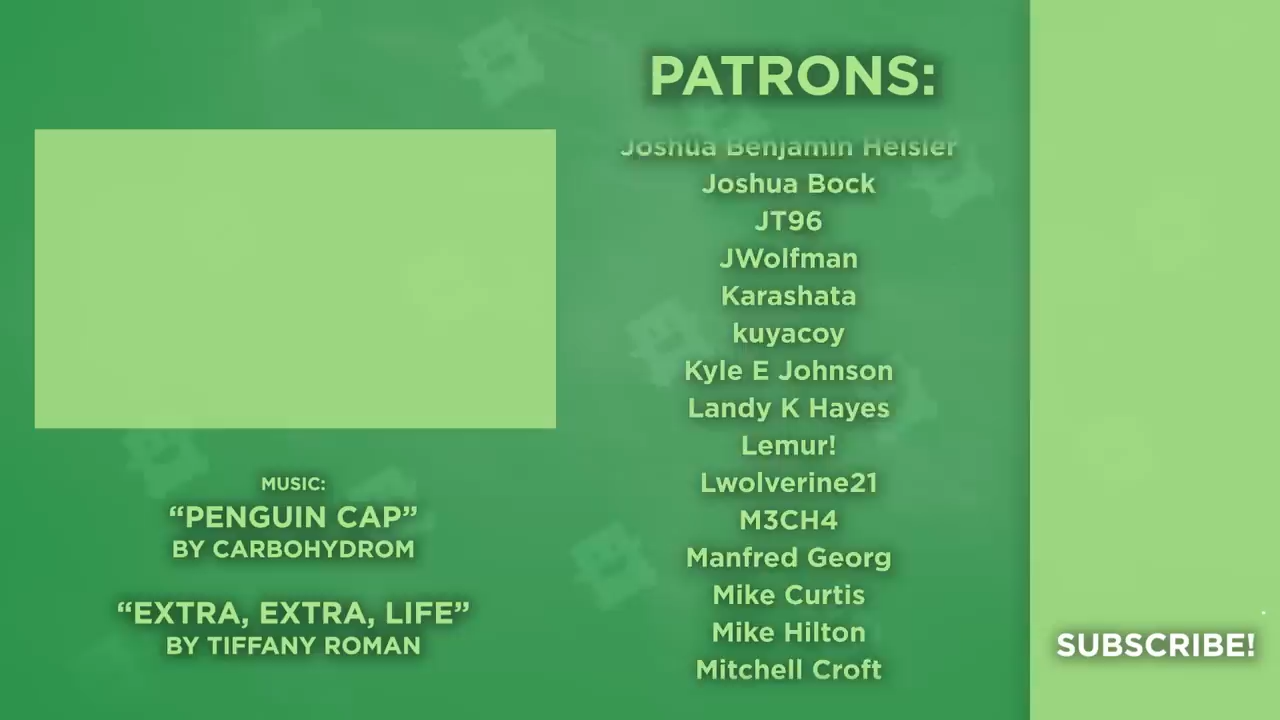 PATRONS:
Joshua Benjamin Heisler
Joshua Bock
JT96
JWolfman
Karashata
kuyacoy
Kyle E Johnson
Landy K Hayes
Lemur!
Lwolverine21
M3CH4
Manfred Georg
Mike Curtis
Mike Hilton
Mitchell Croft
MUSIC:
“PENGUIN CAP”
BY CARBOHYDROM
“EXTRA, EXTRA, LIFE”
BY TIFFANY ROMAN
SUBSCRIBE!